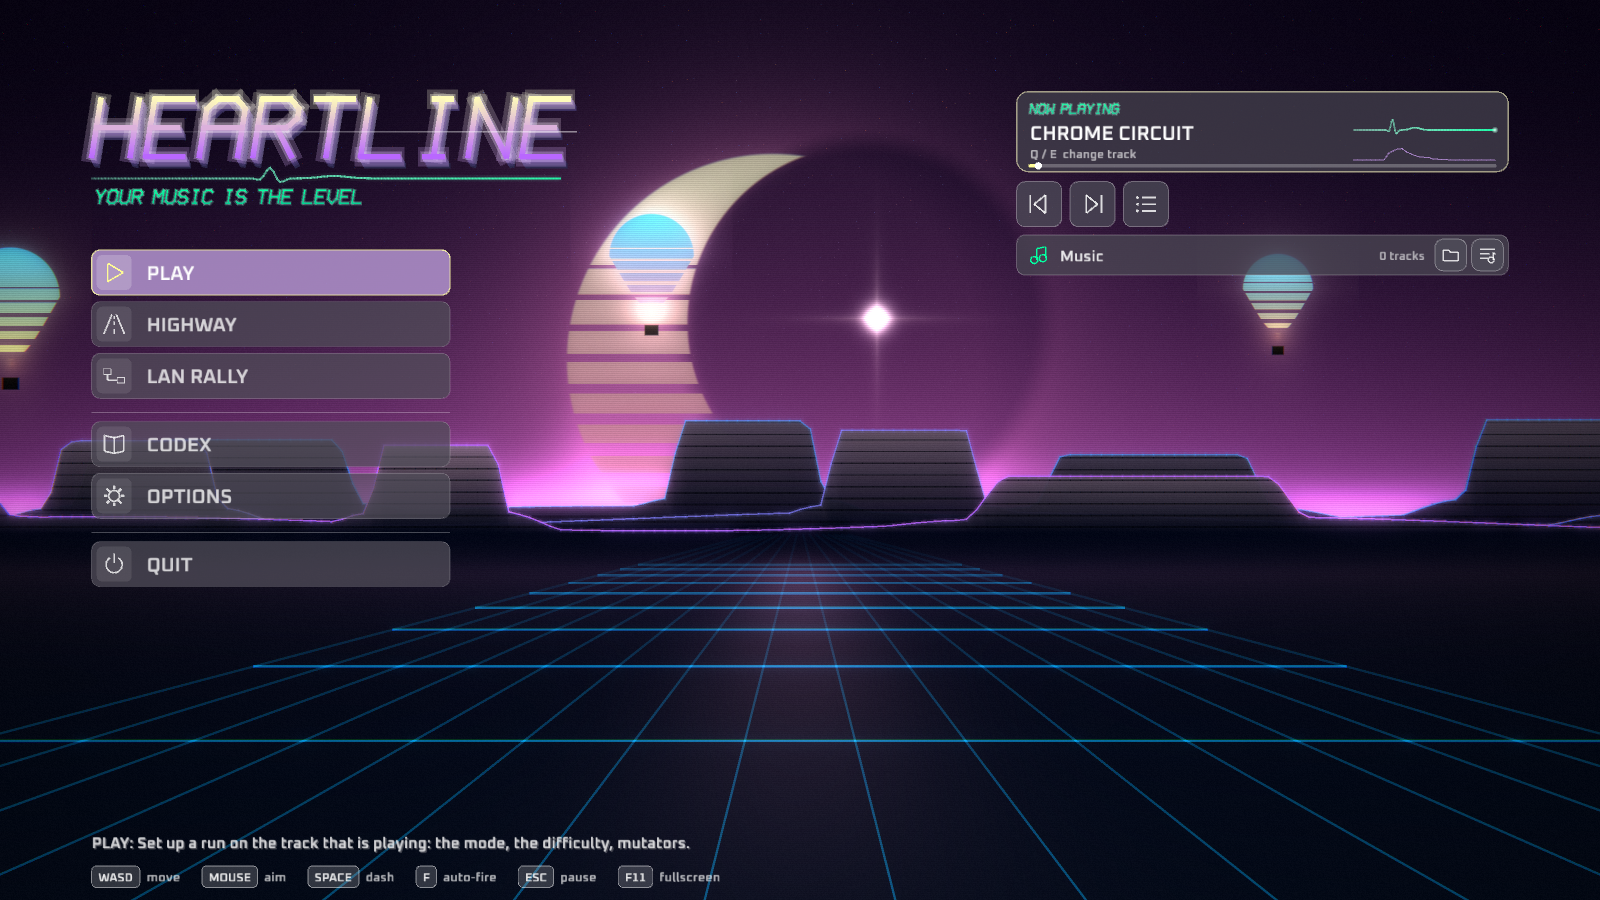 HEARTLINE
YOUR MUSIC IS THE LEVEL
PLAY
HIGHWAY
LAN RALLY
CODEX
OPTIONS
QUIT
NOW PLAYING
CHROME CIRCUIT
Q / E change track
Music 0 tracks
PLAY: Set up a run on the track that is playing: the mode, the difficulty, mutators.
WASD move MOUSE aim SPACE dash F auto-fire ESC pause F11 fullscreen